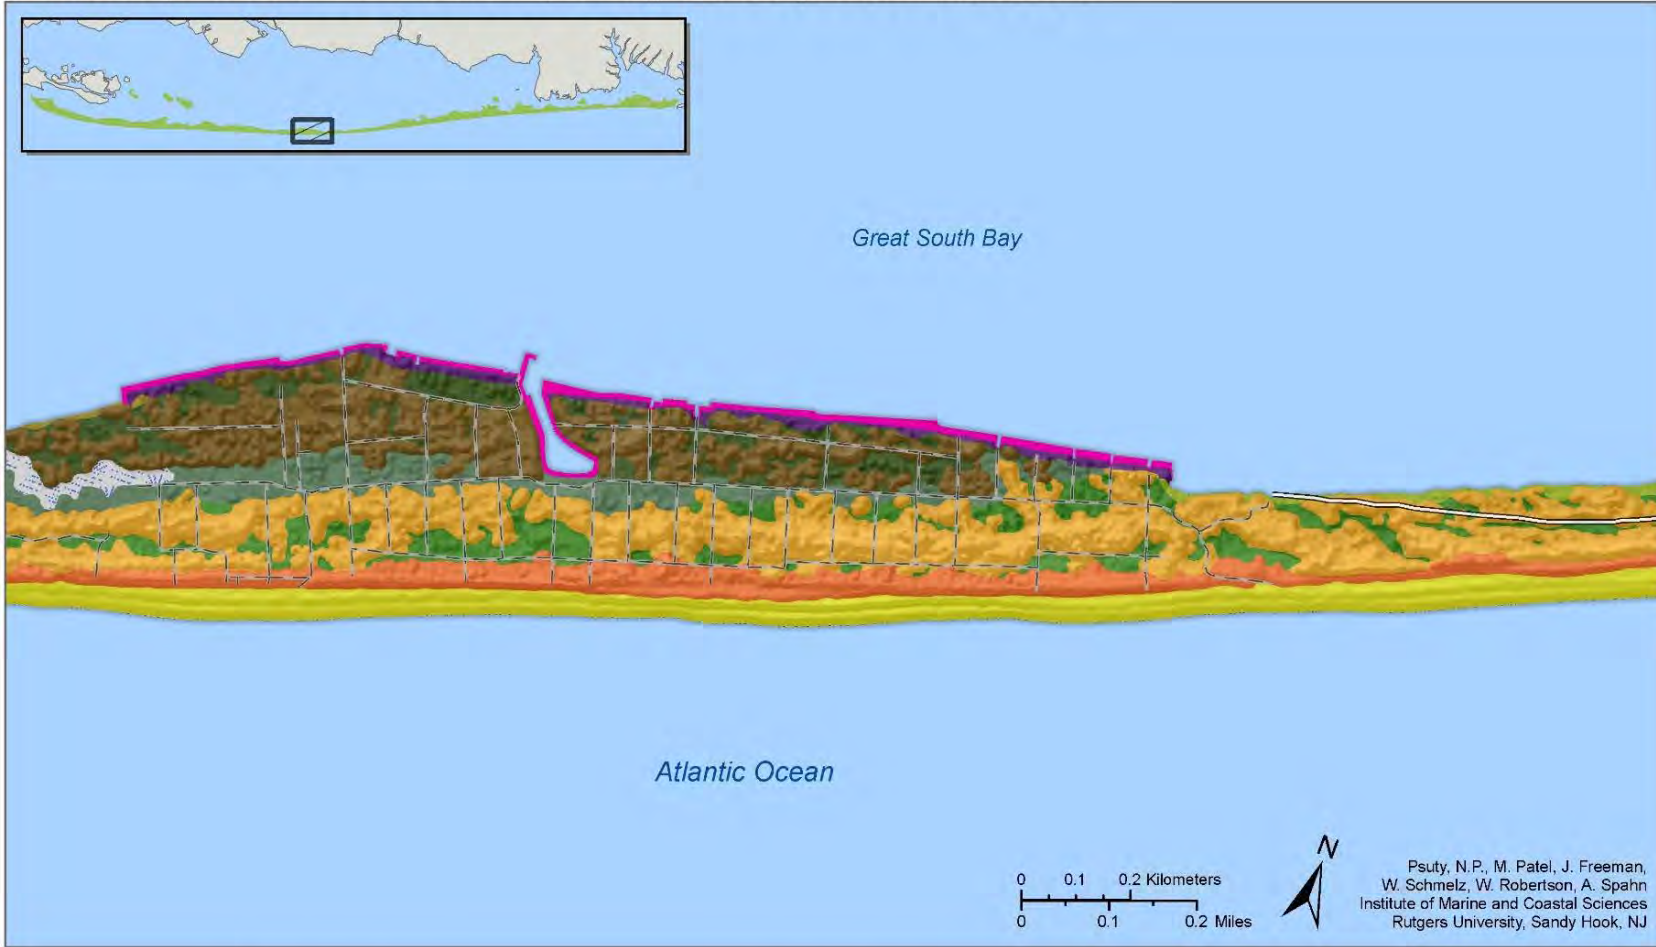 Great South Bay
Atlantic Ocean
0 0.1 0.2 Kilometers
0 0.1 0.2 Miles
N
Psuty, N.P., M. Patel, J. Freeman,
W. Schmelz, W. Robertson, A. Spahn
Institute of Marine and Coastal Sciences
Rutgers University, Sandy Hook, NJ